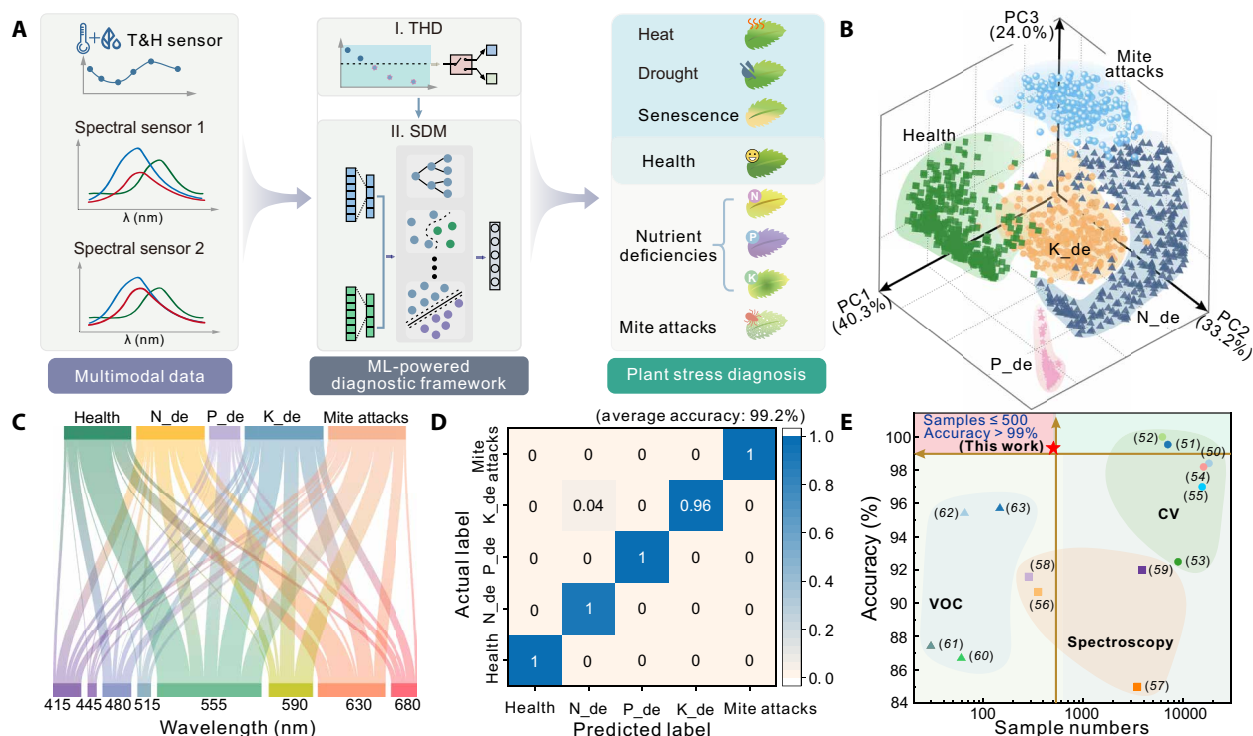 A
T&H sensor
Spectral sensor 1
λ (nm)
Spectral sensor 2
λ (nm)
Multimodal data
I. THD
II. SDM
ML-powered
diagnostic framework
Heat
Drought
Senescence
Health
Nutrient
deficiencies
N
P
K
Mite attacks
Plant stress diagnosis
B
PC3
(24.0%)
Mite
attacks
Health
K_de
N_de
P_de
PC1
(40.3%)
PC2
(33.2%)
C
Health N_de P_de K_de Mite attacks
415 445 480 515 555 590 630 680
Wavelength (nm)
D
(average accuracy: 99.2%)
Actual label
Mite
attacks
0 0 0 0 1
K_de
0 0.04 0 0.96 0
P_de
0 0 1 0 0
N_de
0 1 0 0 0
Health
1 0 0 0 0
Health N_de P_de K_de Mite attacks
Predicted label
1.0
0.8
0.6
0.4
0.2
0.0
E
Samples ≤ 500
Accuracy > 99%
(This work)
Accuracy (%)
100
98
96
94
92
90
88
86
84
(52) (51) (50)
(54)
(55)
CV
(53)
(62) (63)
VOC
(61) (60)
(58)
(56)
(59)
Spectroscopy
(57)
100 1000 10000
Sample numbers